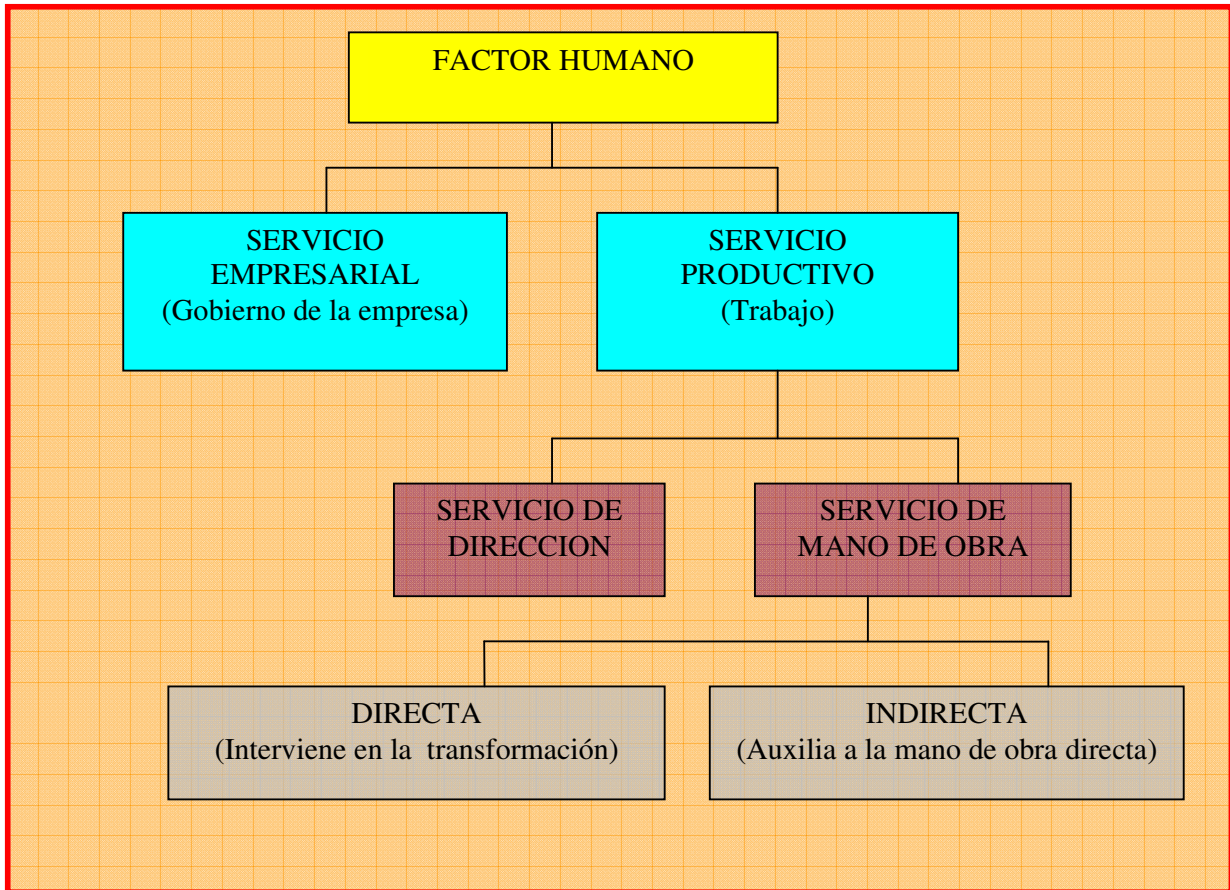 FACTOR HUMANO
SERVICIO
EMPRESARIAL
(Gobierno de la empresa)
SERVICIO
PRODUCTIVO
(Trabajo)
SERVICIO DE
DIRECCION
SERVICIO DE
MANO DE OBRA
DIRECTA
(Interviene en la transformación)
INDIRECTA
(Auxilia a la mano de obra directa)